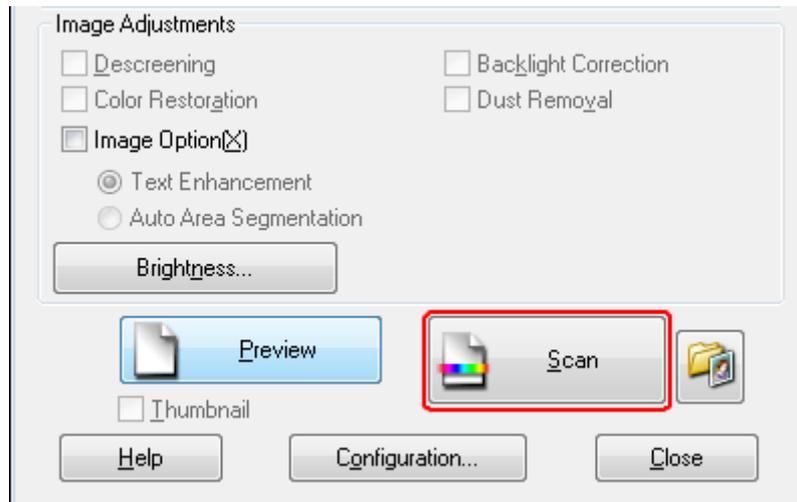 Image Adjustments
Descreening
Backlight Correction
Color Restoration
Dust Removal
Image Option(X)
Text Enhancement
Auto Area Segmentation
Brightness...
Preview
Scan
Thumbnail
Help
Configuration...
Close